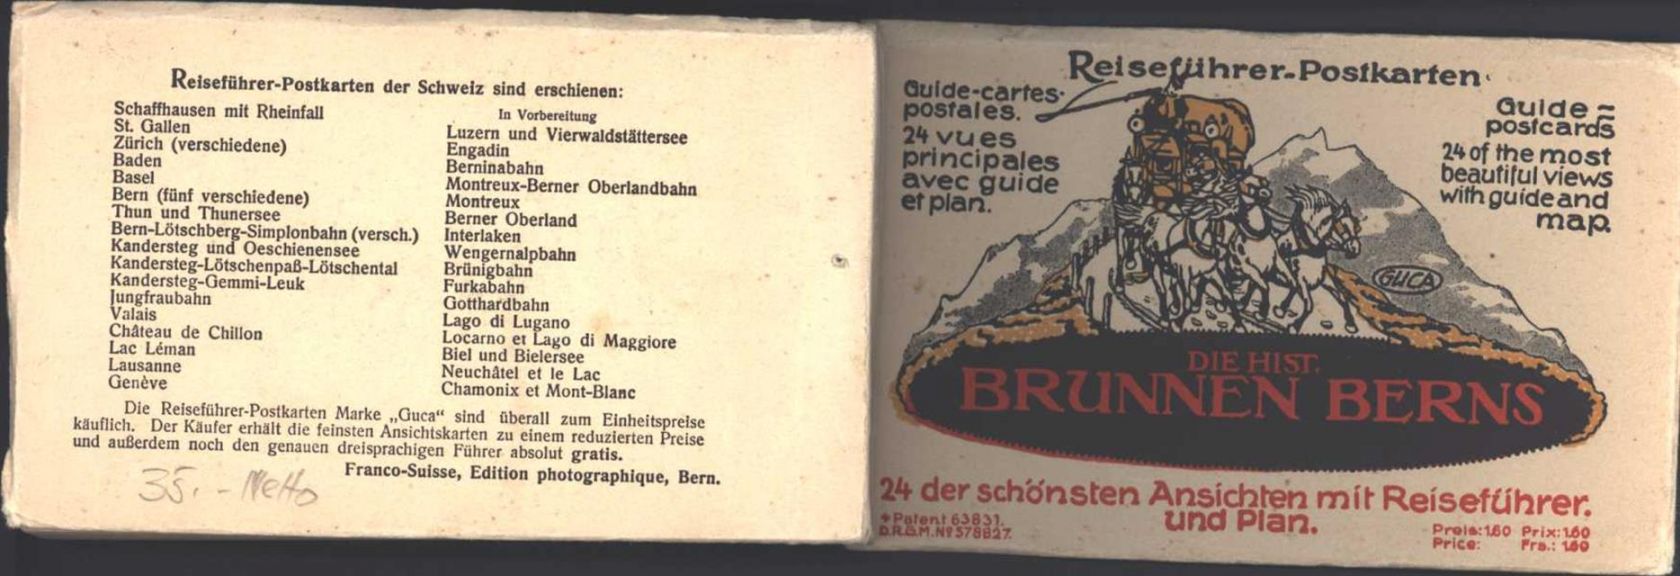 Reiseführer-Postkarten der Schweiz sind erschienen:
Schaffhausen mit Rheinfall
St. Gallen
Zürich (verschiedene)
Baden
Basel
Bern (fünf verschiedene)
Thun und Thunersee
Bern-Lötschberg-Simplonbahn (versch.)
Kandersteg und Oeschienensee
Kandersteg-Lötschenpaß-Lötschental
Kandersteg-Gemmi-Leuk
Jungfraubahn
Valais
Château de Chillon
Lac Léman
Lausanne
Genève
In Vorbereitung
Luzern und Vierwaldstättersee
Engadin
Berninabahn
Montreux-Berner Oberlandbahn
Montreux
Berner Oberland
Interlaken
Wengernalpbahn
Brünigbahn
Furkabahn
Gotthardbahn
Lago di Lugano
Locarno et Lago di Maggiore
Biel und Bielersee
Neuchâtel et le Lac
Chamonix et Mont-Blanc
Die Reiseführer-Postkarten Marke „Guca“ sind überall zum Einheitspreise
käuflich. Der Käufer erhält die feinsten Ansichtskarten zu einem reduzierten Preise
und außerdem noch den genauen dreisprachigen Führer absolut gratis.
Franco-Suisse, Edition photographique, Bern.
35.- Netto
Reiseführer-Postkarten.
Guide-cartes-
postales.
24 vues
principales
avec guide
et plan.
Guide=
postcards
24 of the most
beautiful views
with guide and
map.
GUCA
DIE HIST.
BRUNNEN BERNS
24 der schönsten Ansichten mit Reiseführer.
und Plan.
+Patent 63831.
D.R.G.M. No 578827.
Preis: 1.60 Prix: 1.60
Price: Frs.: 1.60